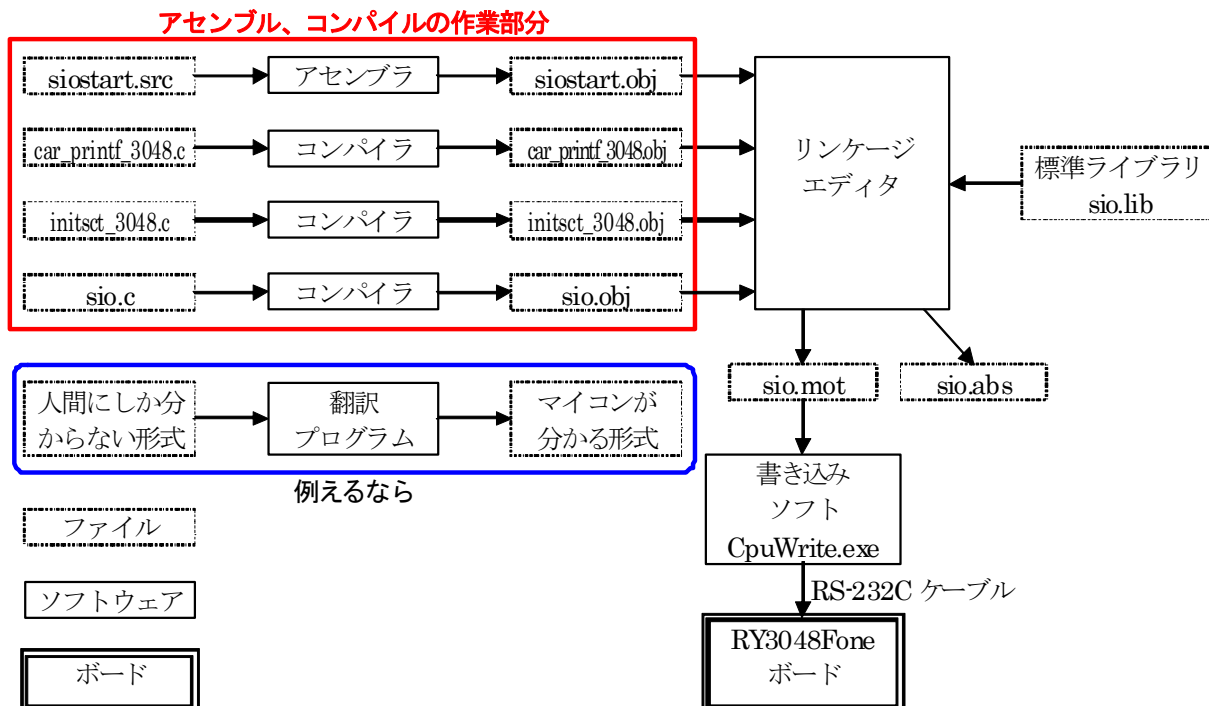 アセンブル、コンパイルの作業部分
siostart.src
アセンブラ
siostart.obj
car_printf_3048.c
コンパイラ
car_printf_3048.obj
initsct_3048.c
コンパイラ
initsct_3048.obj
sio.c
コンパイラ
sio.obj
リンケージ
エディタ
標準ライブラリ
sio.lib
sio.mot
sio.abs
人間にしか分
からない形式
翻訳
プログラム
マイコンが
分かる形式
例えるなら
書き込み
ソフト
CpuWrite.exe
RS-232C ケーブル
RY3048Fone
ボード
ファイル
ソフトウェア
ボード